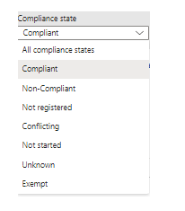 Compliance state
Compliant
All compliance states
Compliant
Non-Compliant
Not registered
Conflicting
Not started
Unknown
Exempt